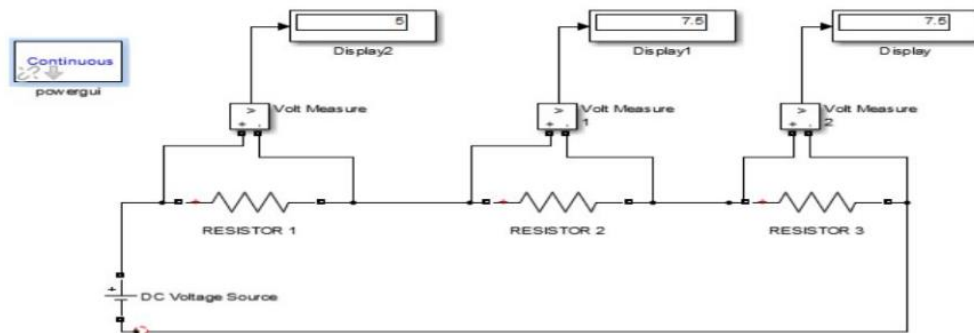 5
7.5
7.5
Display2
Display1
Display
Continuous
¿?
powergui
Volt Measure
Volt Measure
1
Volt Measure
2
v
+ -
v
+ -
v
+ -
RESISTOR 1
RESISTOR 2
RESISTOR 3
+
DC Voltage Source